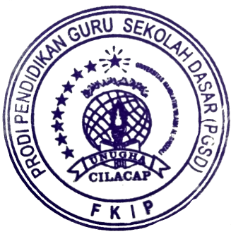 PRODI PENDIDIKAN GURU SEKOLAH DASAR (PGSD)
UNUGHA
CILACAP
FKIP